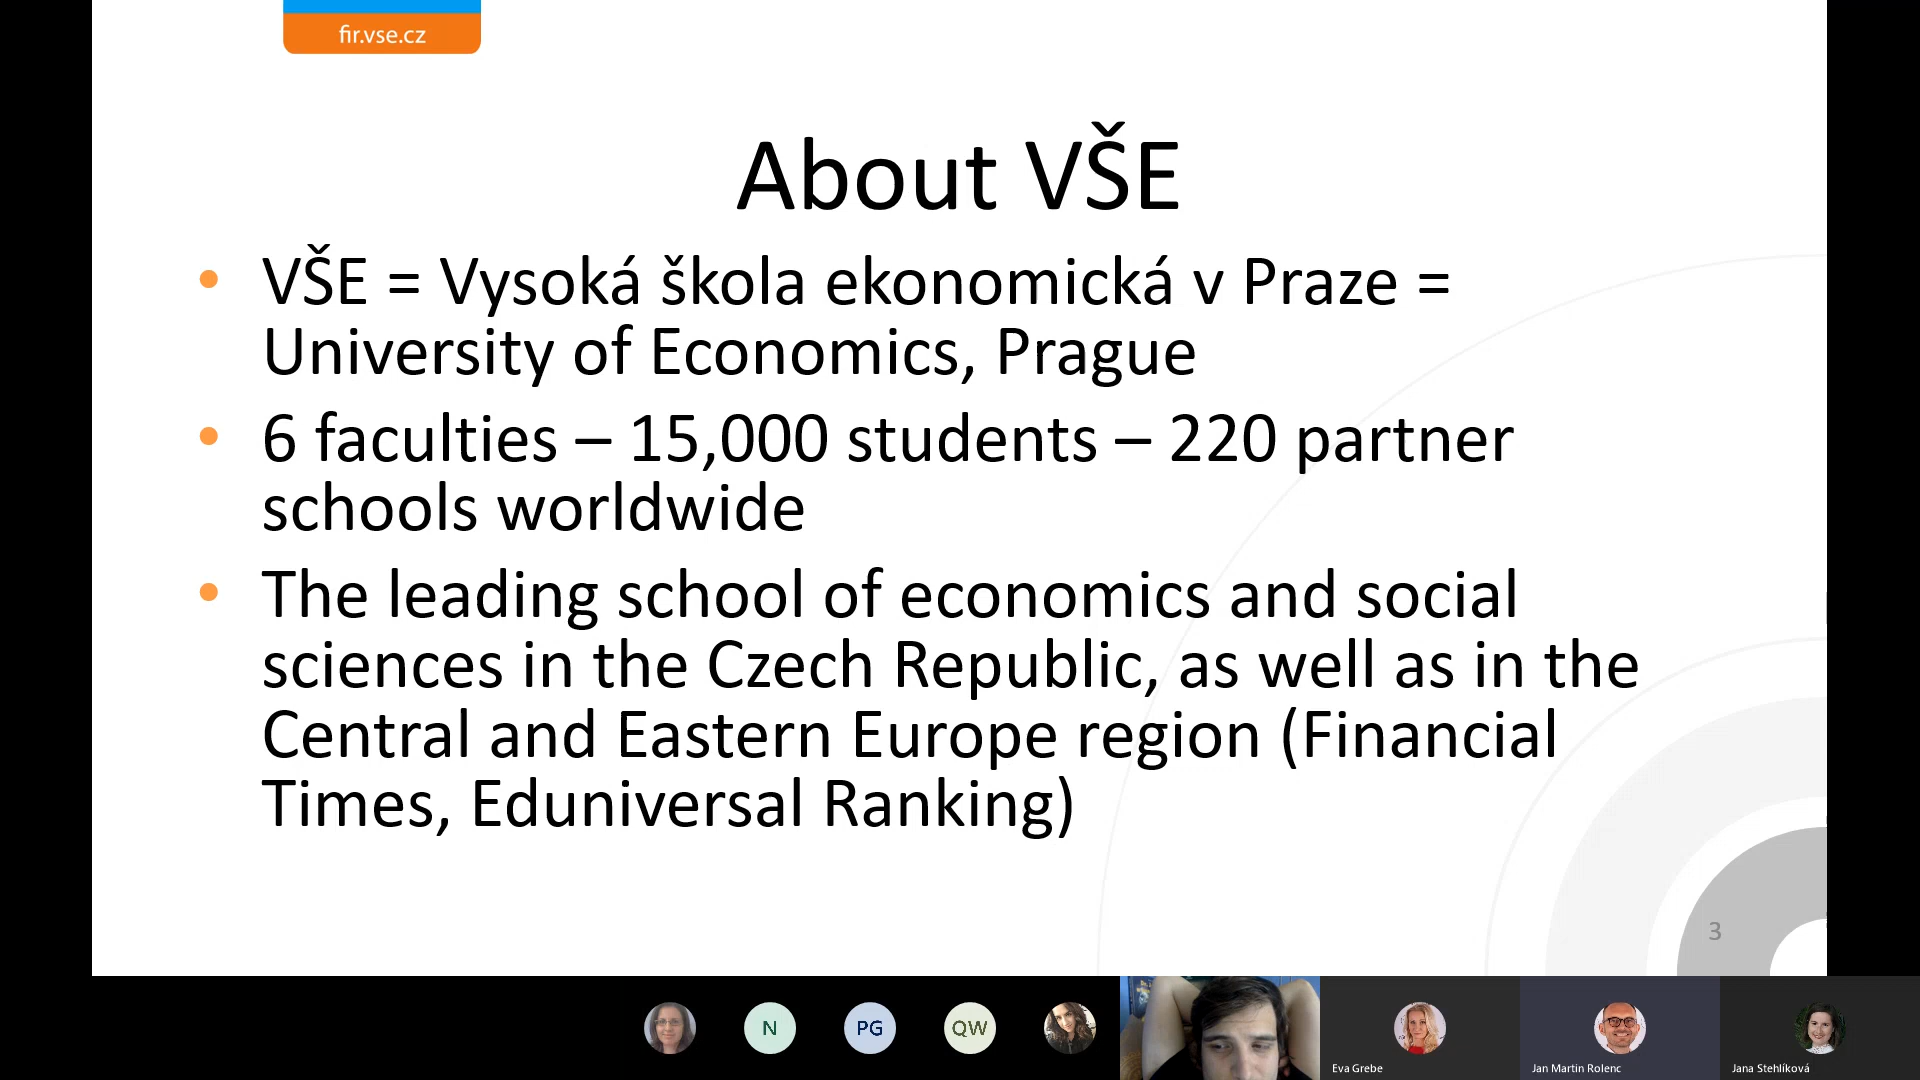 fir.vse.cz
About VŠE
• VŠE = Vysoká škola ekonomická v Praze =
University of Economics, Prague
• 6 faculties – 15,000 students – 220 partner
schools worldwide
• The leading school of economics and social
sciences in the Czech Republic, as well as in the
Central and Eastern Europe region (Financial
Times, Eduniversal Ranking)
3
N
PG
QW
Eva Grebe
Jan Martin Rolenc
Jana Stehlíková